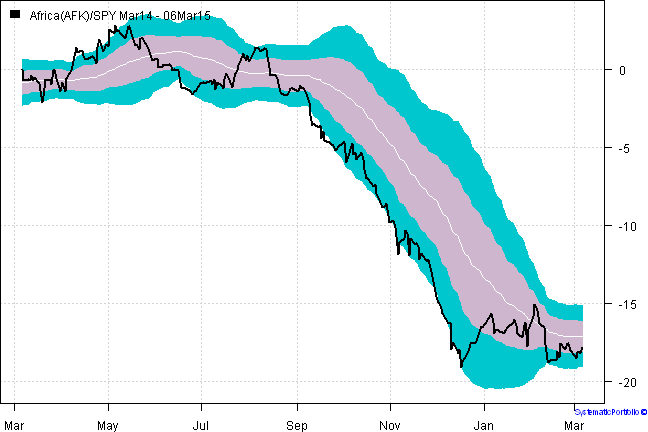 Africa(AFK)/SPY Mar14 - 06Mar15
0
-5
-10
-15
-20
SystematicPortfolio ©
Mar May Jul Sep Nov Jan Mar